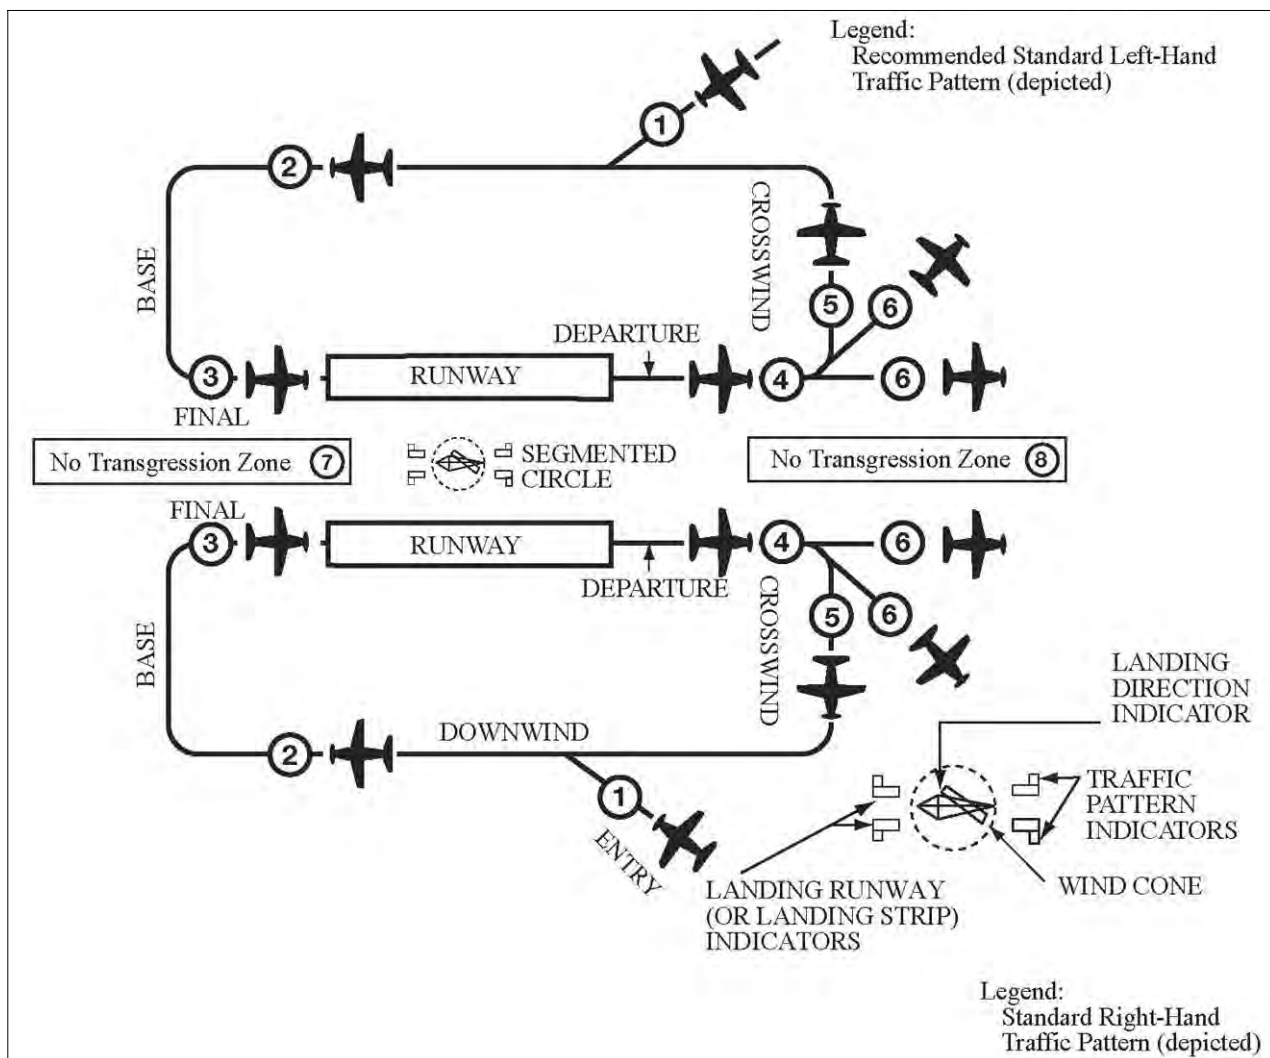 Legend:
Recommended Standard Left-Hand
Traffic Pattern (depicted)
1
2
CROSSWIND
BASE
5
6
DEPARTURE
3
RUNWAY
4
6
FINAL
No Transgression Zone 7
SEGMENTED
CIRCLE
No Transgression Zone 8
FINAL
3
RUNWAY
4
6
DEPARTURE
BASE
CROSSWIND
5
6
2
DOWNWIND
1
ENTRY
LANDING
DIRECTION
INDICATOR
TRAFFIC
PATTERN
INDICATORS
WIND CONE
LANDING RUNWAY
(OR LANDING STRIP)
INDICATORS
Legend:
Standard Right-Hand
Traffic Pattern (depicted)